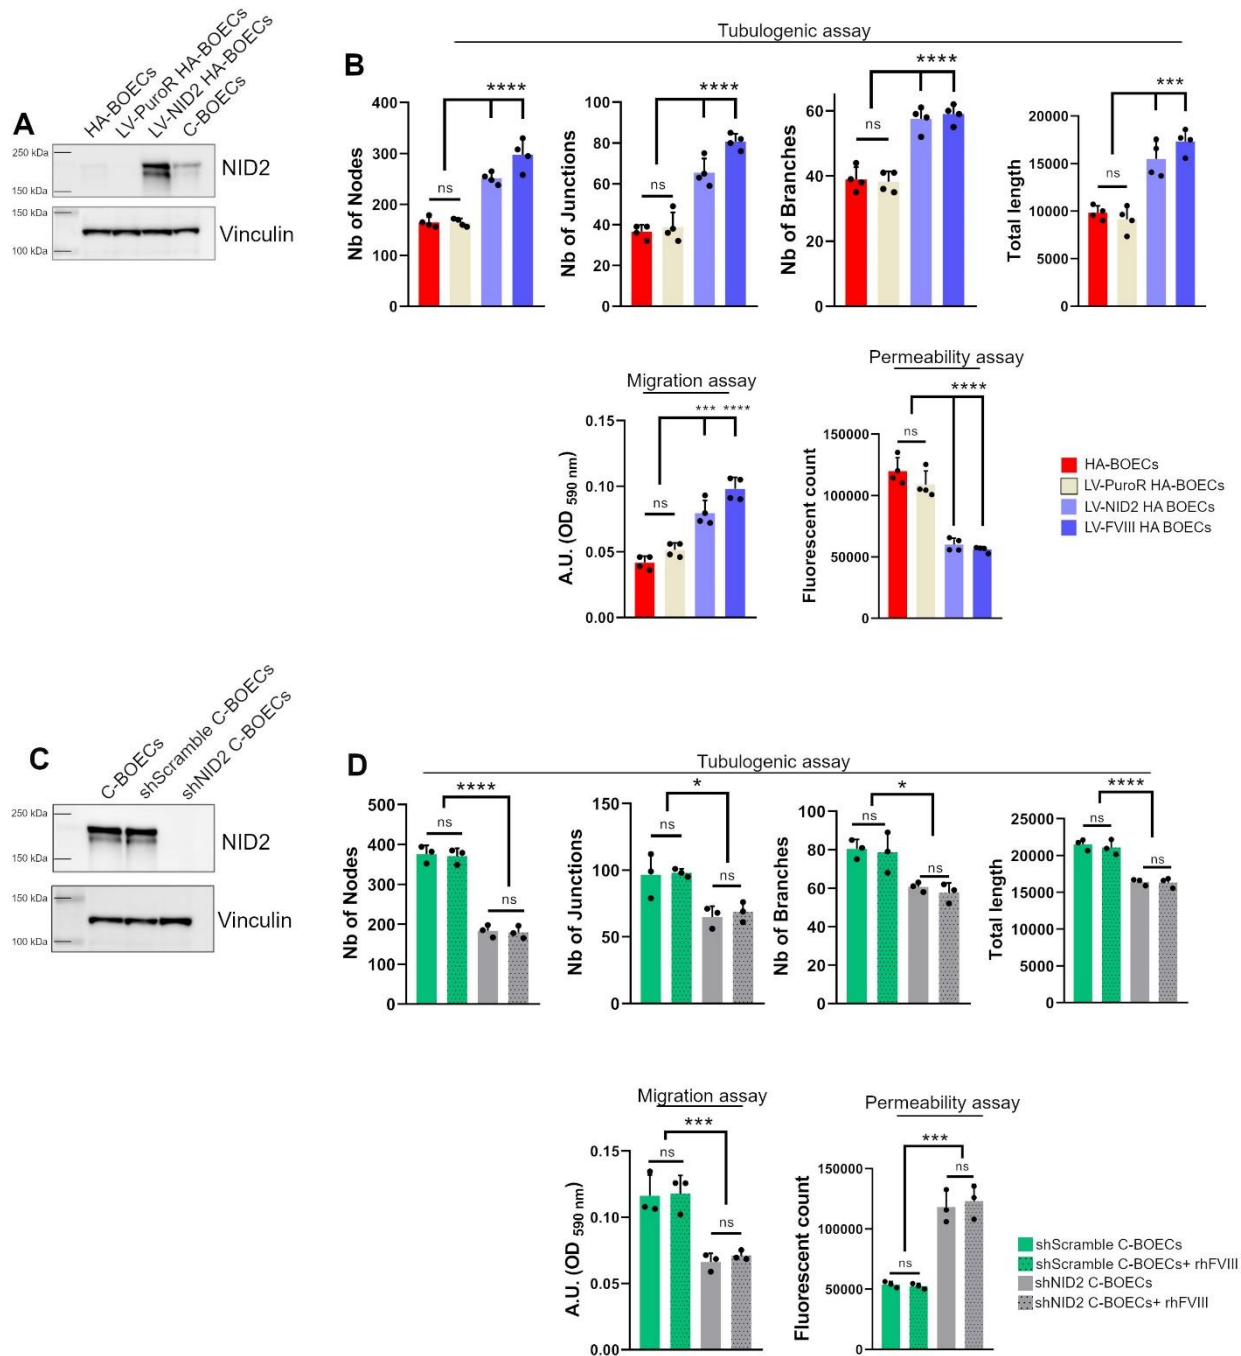 A
HA-BOECs
LV-PuroR HA-BOECs
LV-NID2 HA-BOECs
C-BOECs
250 kDa
150 kDa
NID2
150 kDa
100 kDa
Vinculin
B
Tubulogenic assay
Nb of Nodes
400
300
200
100
0
ns
****
Nb of Junctions
100
80
60
40
20
0
ns
****
Nb of Branches
60
40
20
0
ns
****
Total length
20000
15000
10000
5000
0
ns
***
Migration assay
A.U. (OD 590 nm)
0.15
0.10
0.05
0.00
ns
*** ****
Permeability assay
Fluorescent count
150000
100000
50000
0
ns
****
HA-BOECs
LV-PuroR HA-BOECs
LV-NID2 HA BOECs
LV-FVIII HA BOECs
C
C-BOECs
shScramble C-BOECs
shNID2 C-BOECs
250 kDa
150 kDa
NID2
150 kDa
100 kDa
Vinculin
D
Tubulogenic assay
Nb of Nodes
500
400
300
200
100
0
ns
****
ns
Nb of Junctions
150
100
50
0
ns
*
ns
Nb of Branches
100
80
60
40
20
0
ns
*
ns
Total length
25000
20000
15000
10000
5000
0
ns
****
ns
Migration assay
A.U. (OD 590 nm)
0.15
0.10
0.05
0.00
ns
***
ns
Permeability assay
Fluorescent count
150000
100000
50000
0
ns
***
ns
shScramble C-BOECs
shScramble C-BOECs+ rhFVIII
shNID2 C-BOECs
shNID2 C-BOECs+ rhFVIII